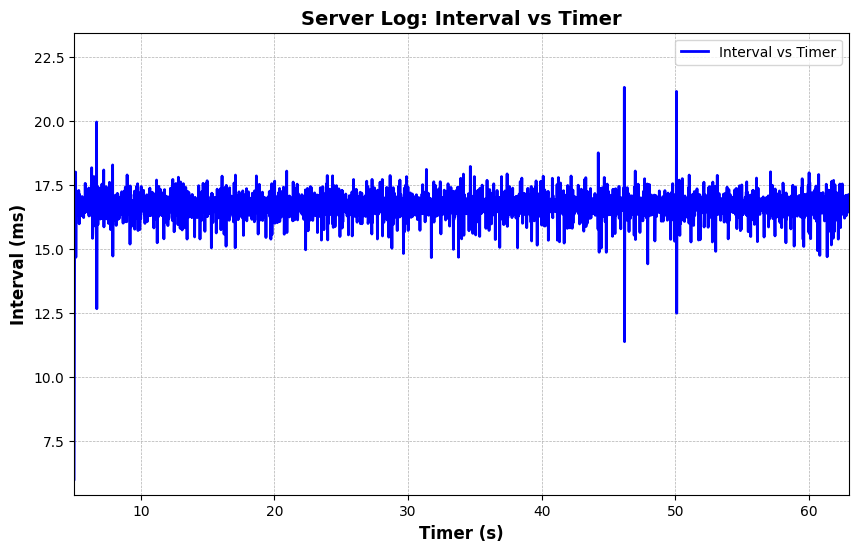 Server Log: Interval vs Timer
Interval vs Timer
22.5
20.0
17.5
15.0
12.5
10.0
7.5
Interval (ms)
10 20 30 40 50 60
Timer (s)